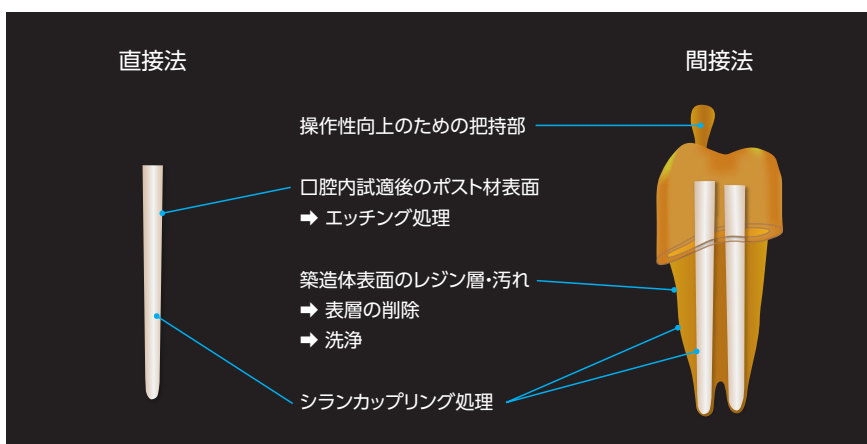 直接法
間接法
操作性向上のための把持部
口腔内試適後のポスト材表面
➡ エッチング処理
築造体表面のレジン層・汚れ
➡ 表層の削除
➡ 洗浄
シランカップリング処理